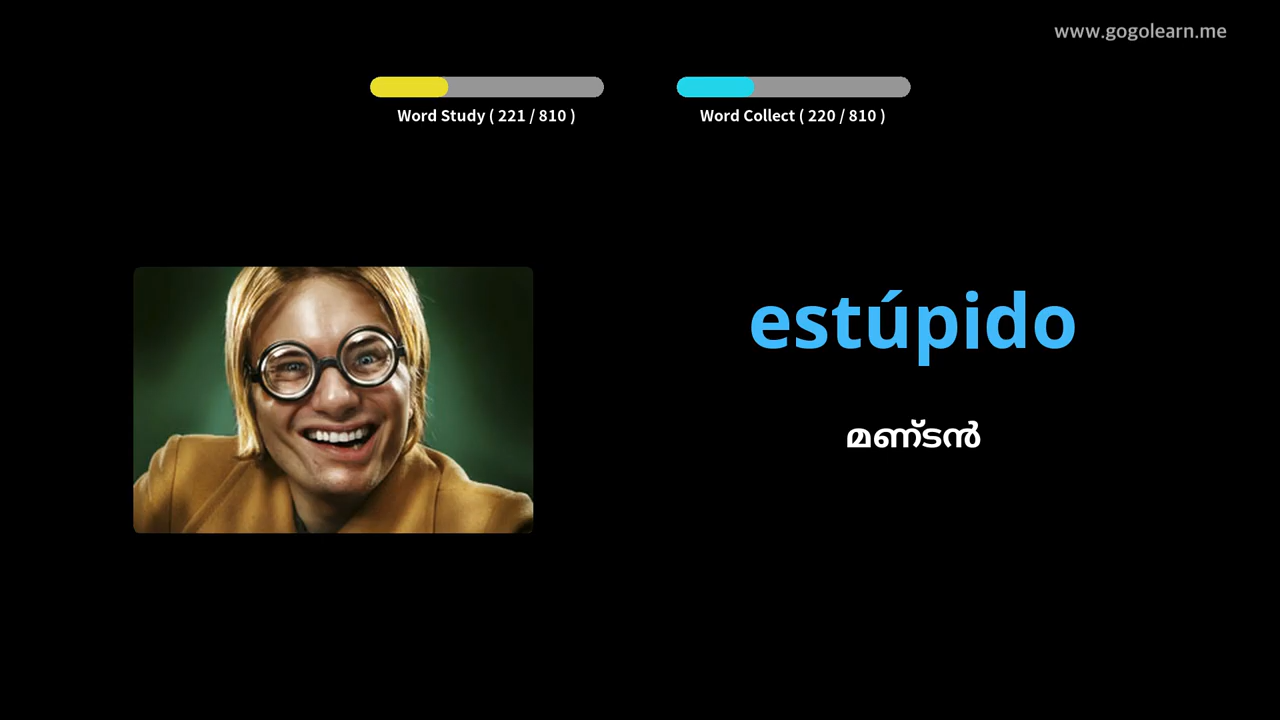 www.gogolearn.me
Word Study ( 221 / 810 )
Word Collect ( 220 / 810 )
estúpido
മണ്ടൻ